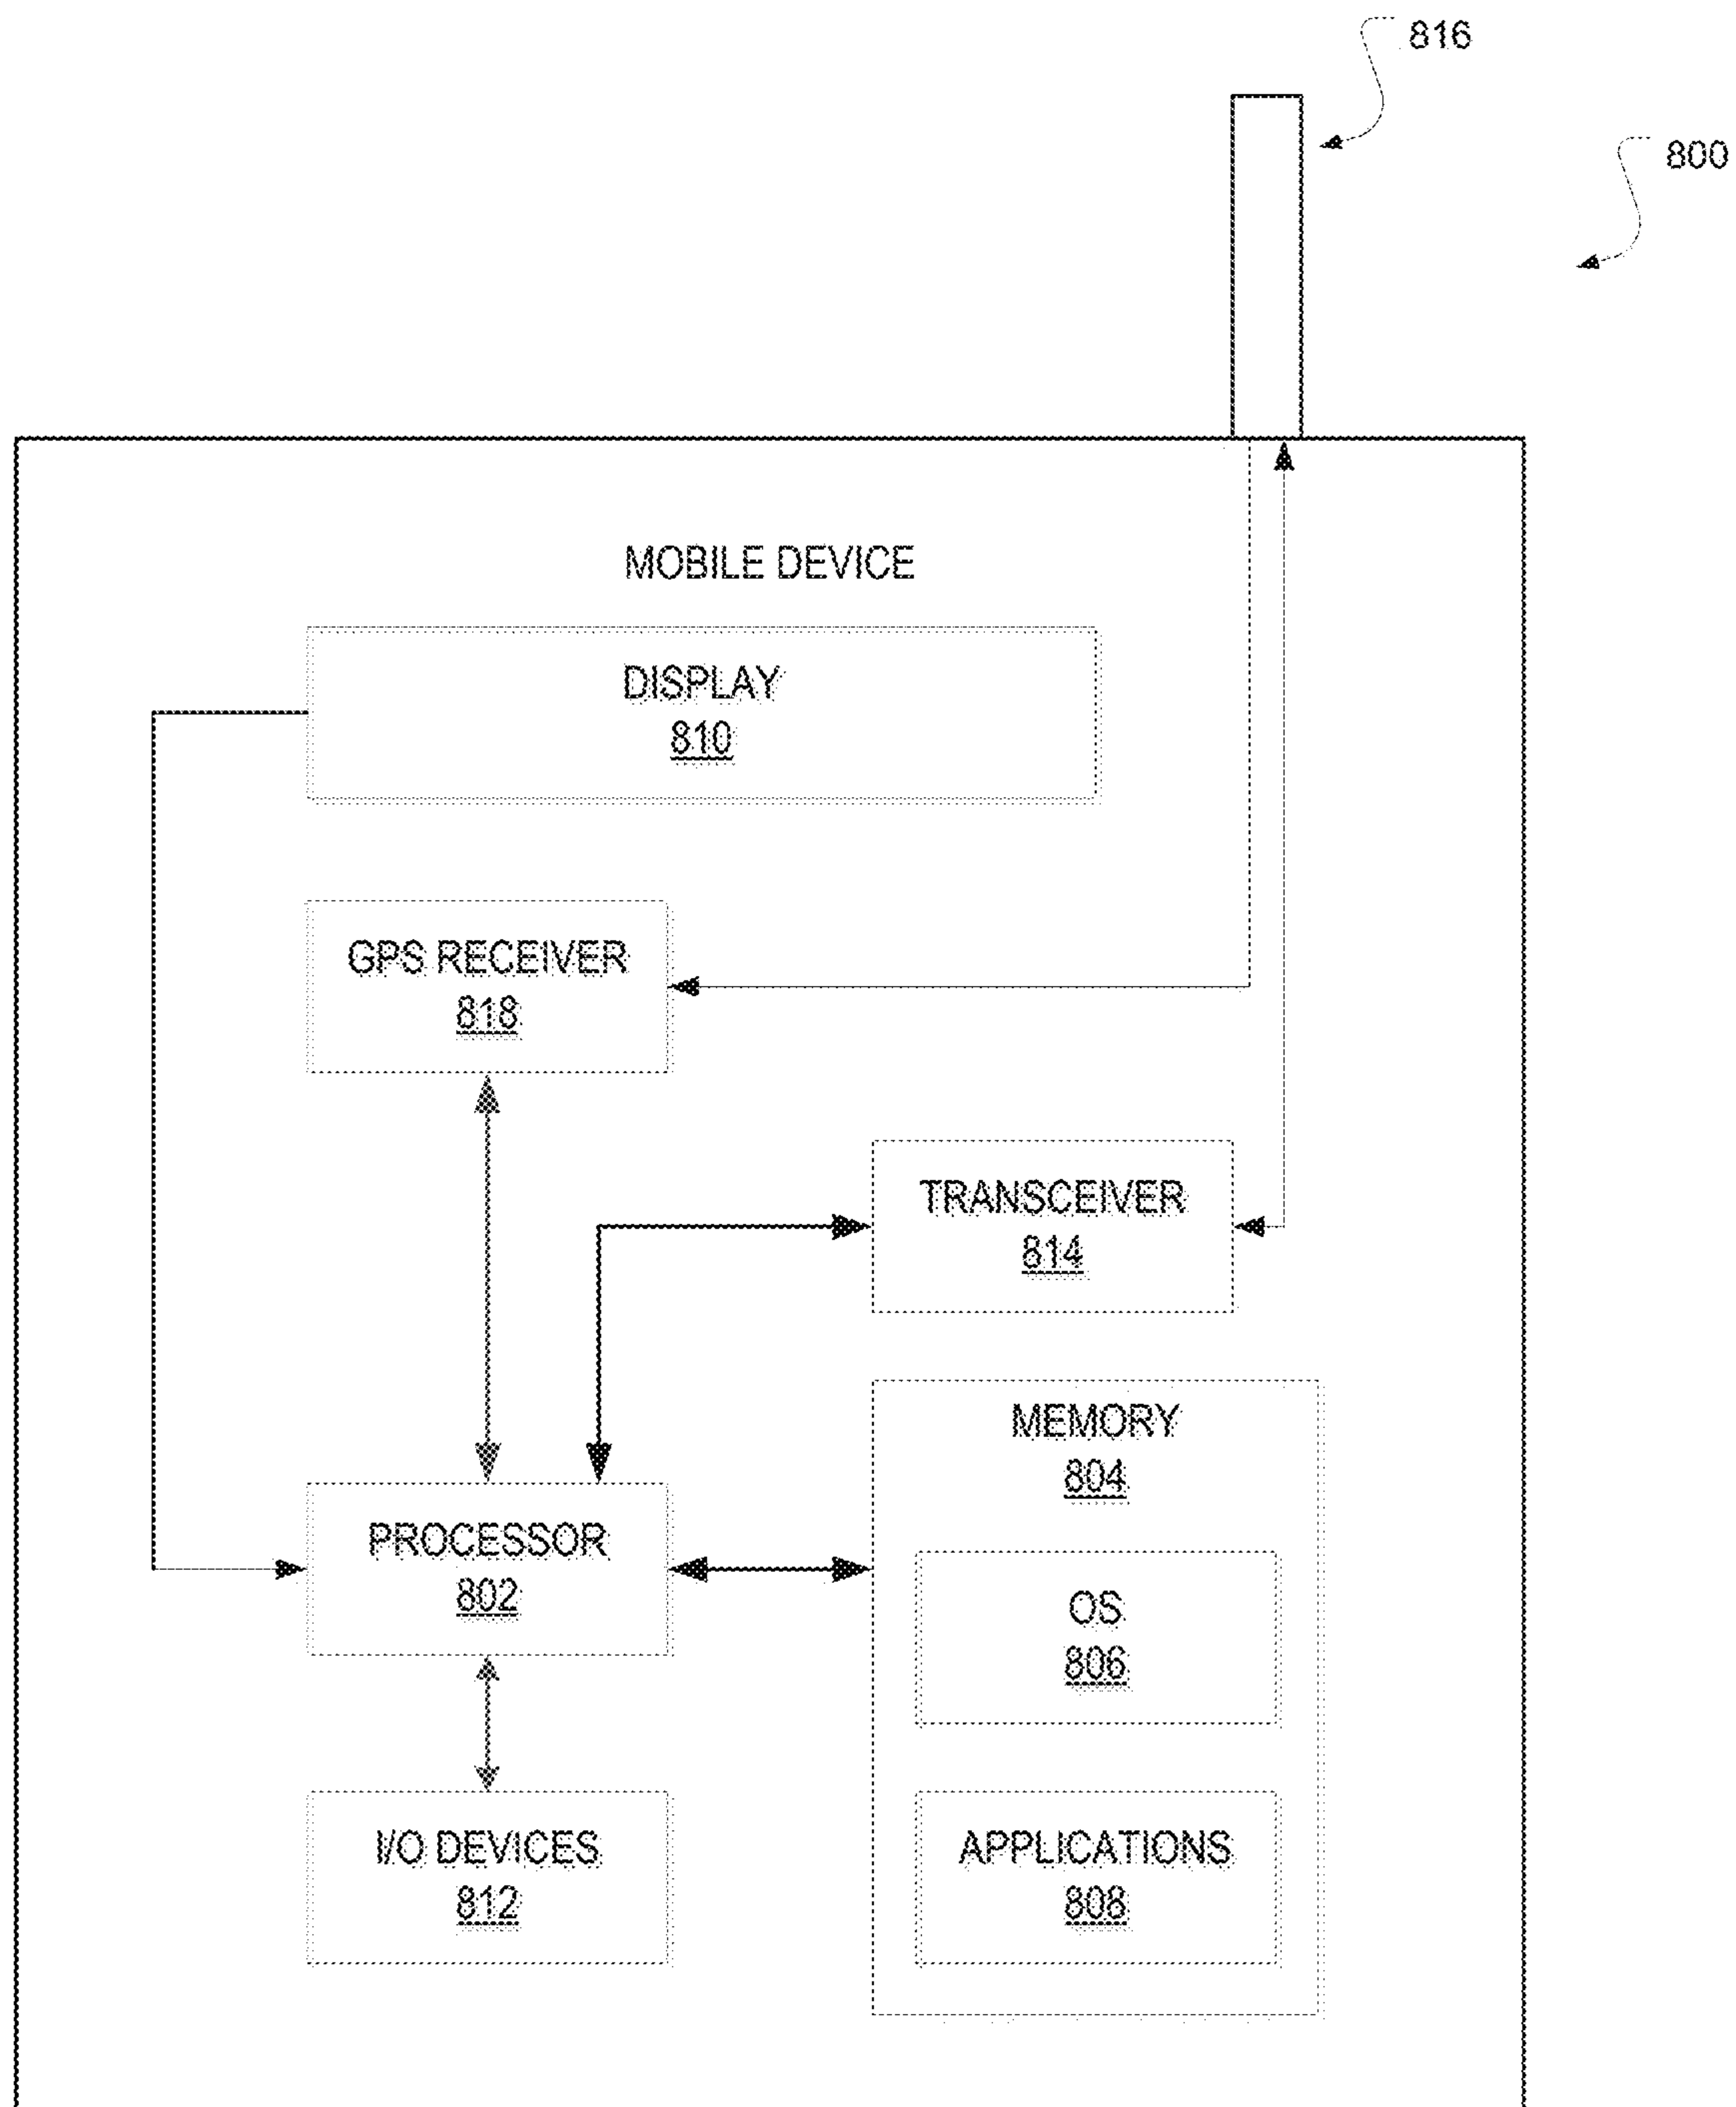 816
800
MOBILE DEVICE
DISPLAY
810
GPS RECEIVER
818
TRANSCEIVER
814
MEMORY
804
PROCESSOR
802
OS
806
I/O DEVICES
812
APPLICATIONS
808